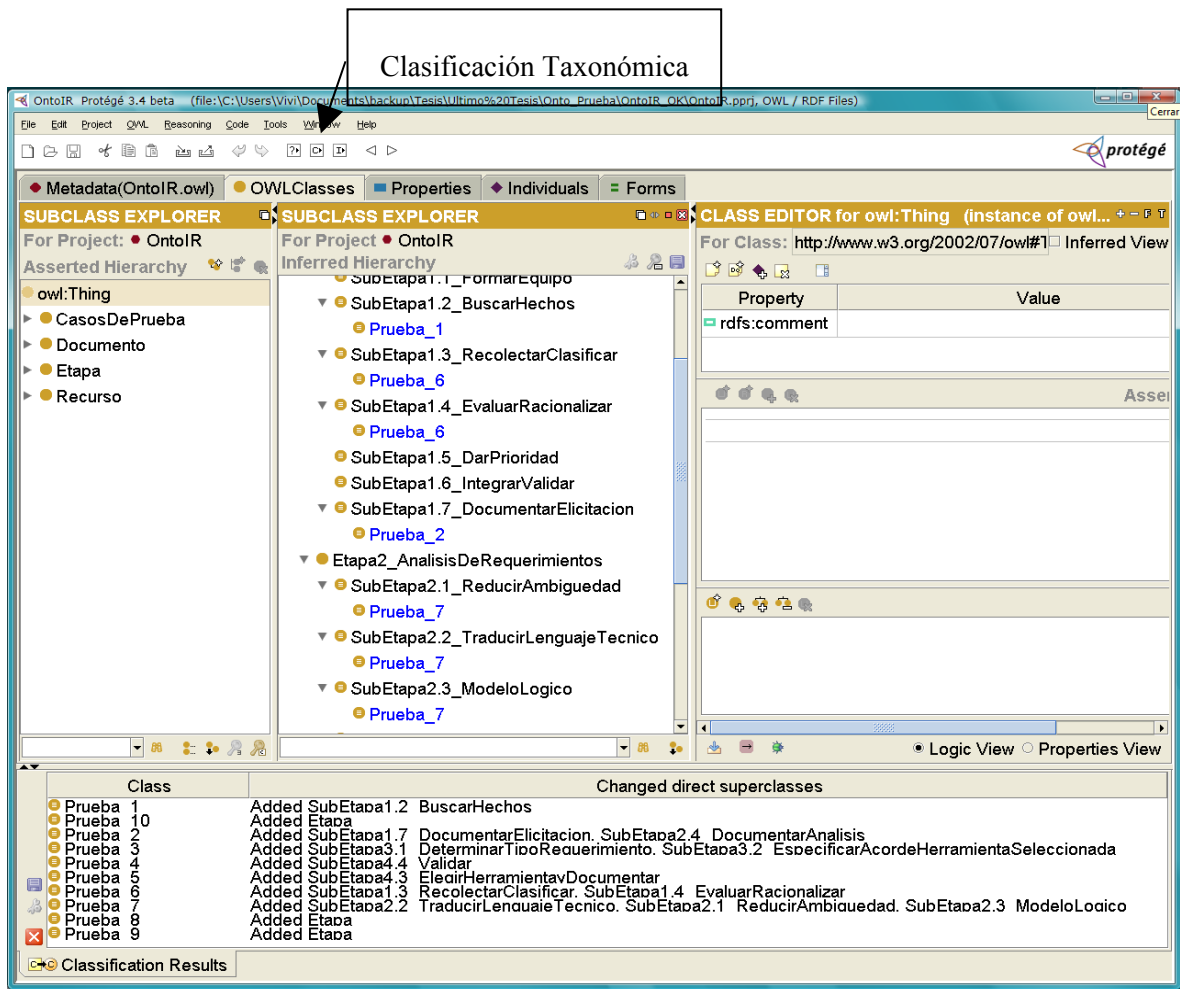 Clasificación Taxonómica
OntoIR Protégé 3.4 beta (file:\C:\Users\Vivi\Documents\backup\Tesis\Ultimo%20Tesis\Onto_Prueba\OntoIR_OK\OntoIR.pprj, OWL / RDF Files)
Cerrar
File Edit Project OWL Reasoning Code Tools Window Help
protégé
Metadata(OntoIR.owl) OWLClasses Properties Individuals Forms
SUBCLASS EXPLORER
For Project: OntoIR
Asserted Hierarchy
owl:Thing
CasosDePrueba
Documento
Etapa
Recurso
SUBCLASS EXPLORER
For Project OntoIR
Inferred Hierarchy
SubEtapa1.1_FormarEquipo
SubEtapa1.2_BuscarHechos
Prueba_1
SubEtapa1.3_RecolectarClasificar
Prueba_6
SubEtapa1.4_EvaluarRacionalizar
Prueba_6
SubEtapa1.5_DarPrioridad
SubEtapa1.6_IntegrarValidar
SubEtapa1.7_DocumentarElicitacion
Prueba_2
Etapa2_AnalisisDeRequerimientos
SubEtapa2.1_ReducirAmbiguedad
Prueba_7
SubEtapa2.2_TraducirLenguajeTecnico
Prueba_7
SubEtapa2.3_ModeloLogico
Prueba_7
CLASS EDITOR for owl:Thing (instance of owl...
For Class: http://www.w3.org/2002/07/owl#T Inferred View
Property Value
rdfs:comment
Asser
Logic View Properties View
Class Changed direct superclasses
Prueba_1 Added SubEtapa1.2_BuscarHechos
Prueba_10 Added Etapa
Prueba_2 Added SubEtapa1.7_DocumentarElicitacion, SubEtapa2.4_DocumentarAnalisis
Prueba_3 Added SubEtapa3.1_DeterminarTipoRequerimiento, SubEtapa3.2_EspecificarAcordeHerramientaSeleccionada
Prueba_4 Added SubEtapa4.4_Validar
Prueba_5 Added SubEtapa4.3_ElegirHerramientayDocumentar
Prueba_6 Added SubEtapa1.3_RecolectarClasificar, SubEtapa1.4_EvaluarRacionalizar
Prueba_7 Added SubEtapa2.2_TraducirLenguajeTecnico, SubEtapa2.1_ReducirAmbiguedad, SubEtapa2.3_ModeloLogico
Prueba_8 Added Etapa
Prueba_9 Added Etapa
Classification Results